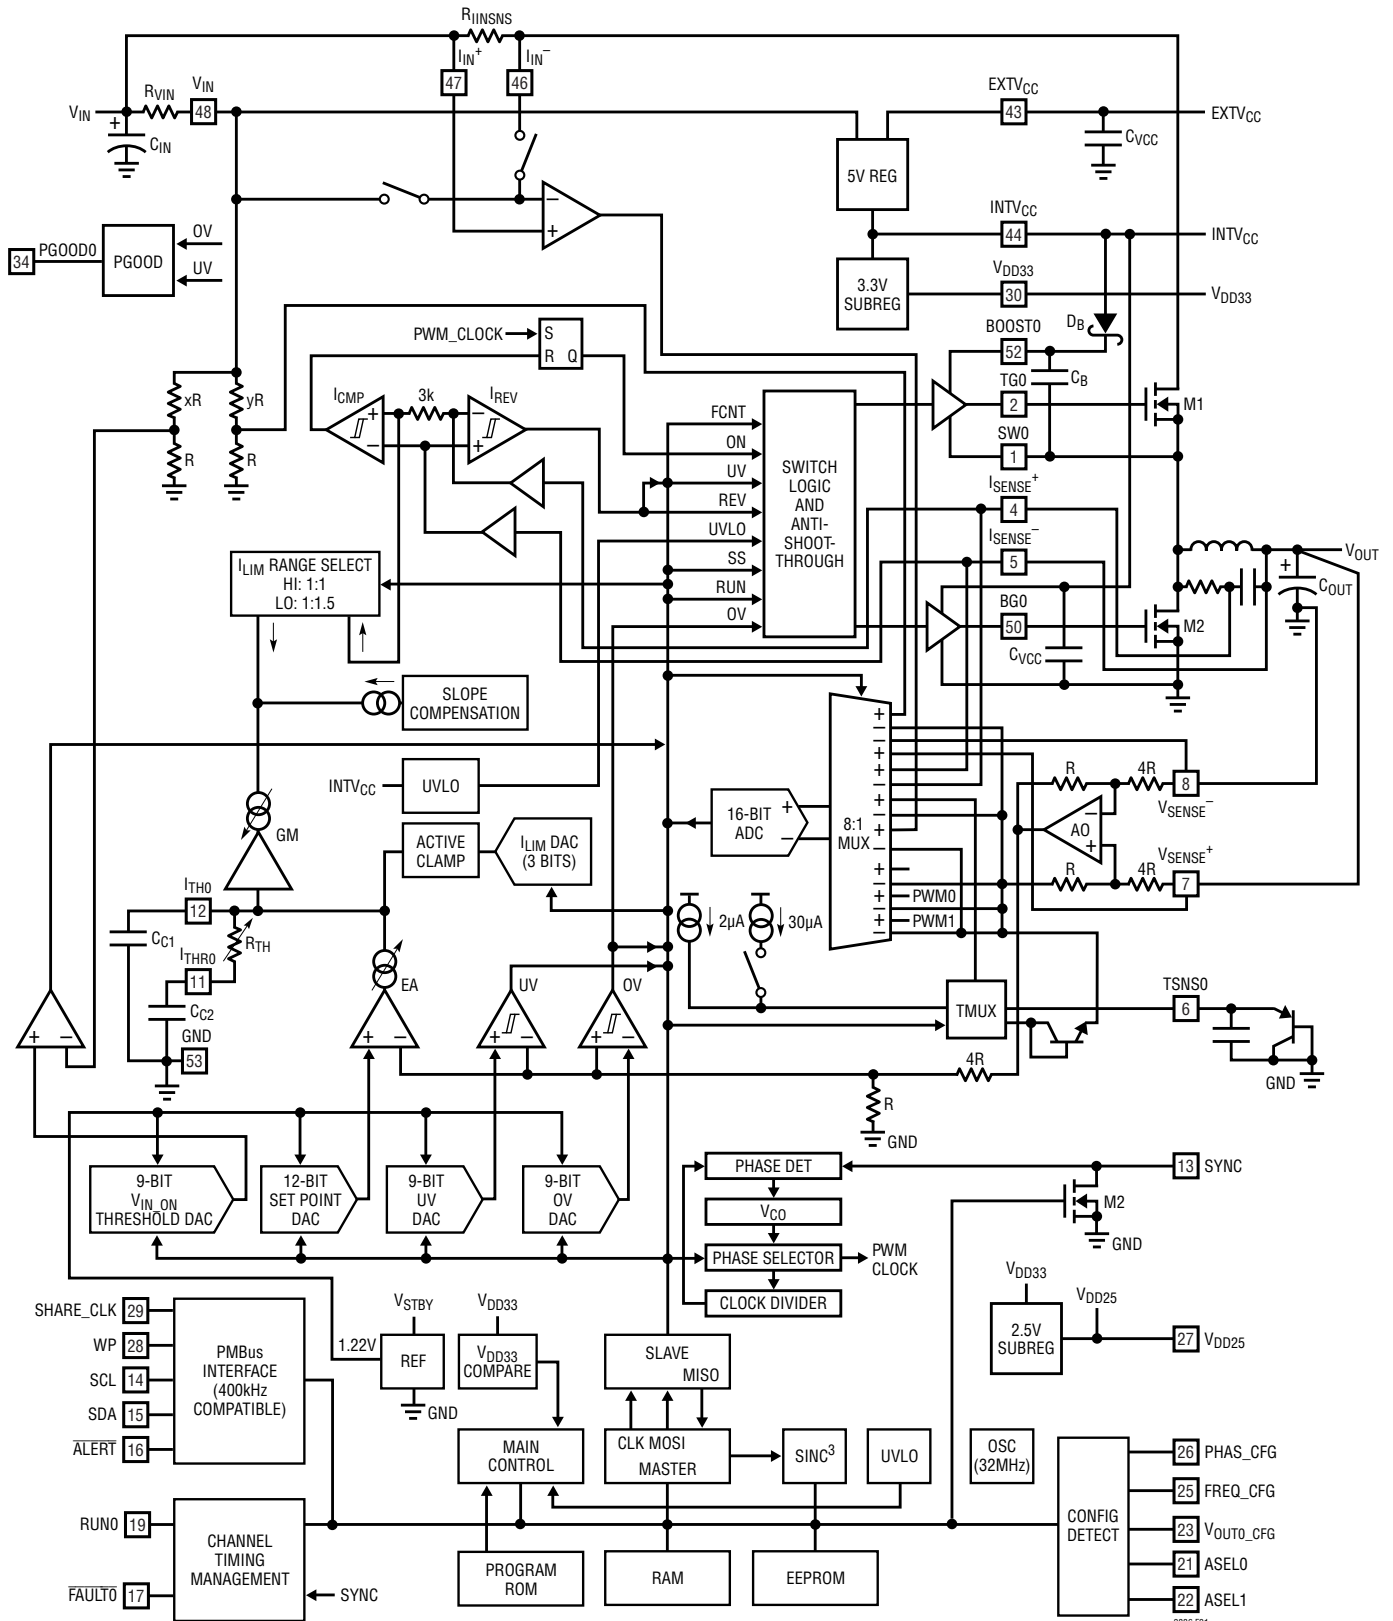 RIINSNS
IIN+
IIN−
47
46
VIN
RVIN
VIN
48
+
CIN
EXTVCC
43
EXTVCC
CVCC
5V REG
−
+
INTVCC
44
INTVCC
34
PGOOD0
PGOOD
OV
UV
3.3V
SUBREG
VDD33
30
VDD33
PWM_CLOCK
S
R Q
BOOST0
52
DB
CB
TG0
2
M1
SW0
1
xR
yR
R
R
ICMP
+
−
3k
IREV
−
+
FCNT
ON
UV
REV
UVLO
SS
RUN
OV
SWITCH
LOGIC
AND
ANTI-
SHOOT-
THROUGH
ISENSE+
4
ISENSE−
5
VOUT
+
COUT
ILIM RANGE SELECT
HI: 1:1
LO: 1:1.5
BG0
50
M2
CVCC
SLOPE
COMPENSATION
INTVCC
UVLO
GM
ACTIVE
CLAMP
ILIM DAC
(3 BITS)
16-BIT
ADC
+
−
8:1
MUX
+
−
−
+
+
−
+
−
+
−
+
−
+
−
+
−
PWM0
PWM1
R
4R
8
VSENSE−
AO
−
+
VSENSE+
R
4R
7
2µA
30µA
ITH0
12
CC1
RTH
ITHR0
11
CC2
GND
53
EA
+ −
UV
+ −
OV
− +
+ −
TMUX
TSNS0
6
GND
4R
R
GND
9-BIT
VIN_ON
THRESHOLD DAC
12-BIT
SET POINT
DAC
9-BIT
UV
DAC
9-BIT
OV
DAC
PHASE DET
VCO
PHASE SELECTOR
PWM
CLOCK
CLOCK DIVIDER
13
SYNC
M2
GND
VDD33
VDD25
2.5V
SUBREG
27
VDD25
SHARE_CLK
29
WP
28
SCL
14
SDA
15
ALERT
16
PMBus
INTERFACE
(400kHz
COMPATIBLE)
1.22V
VSTBY
REF
GND
VDD33
VDD33
COMPARE
SLAVE
MISO
MAIN
CONTROL
CLK MOSI
MASTER
SINC3
UVLO
OSC
(32MHz)
RUN0
19
FAULT0
17
CHANNEL
TIMING
MANAGEMENT
SYNC
PROGRAM
ROM
RAM
EEPROM
CONFIG
DETECT
26
PHAS_CFG
25
FREQ_CFG
23
VOUT0_CFG
21
ASEL0
22
ASEL1